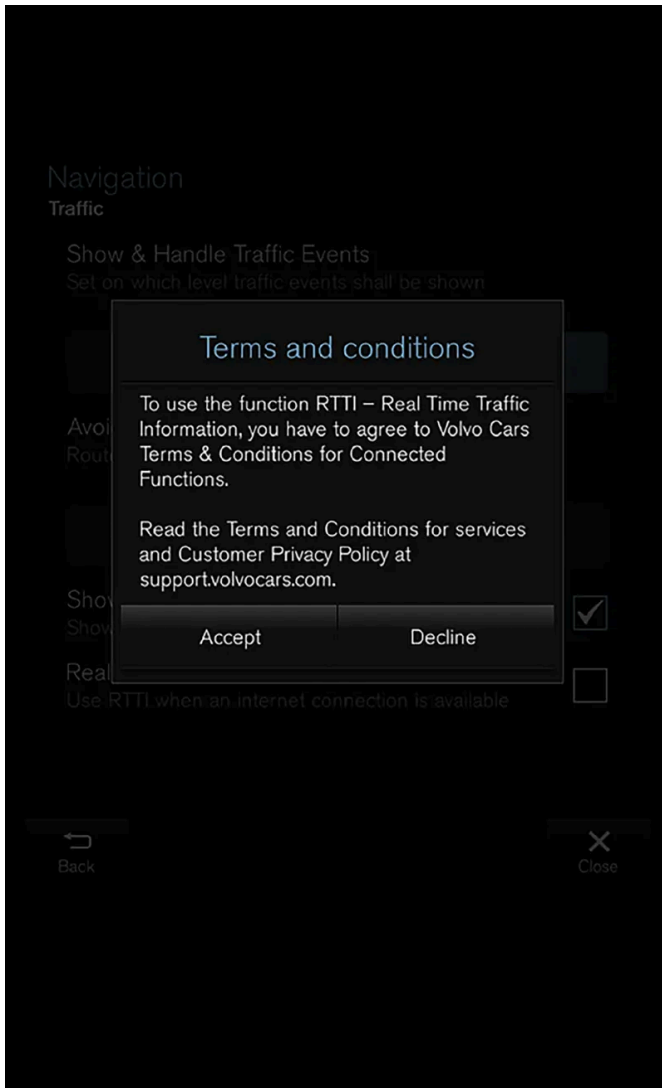 Navigation
Traffic
Show & Handle Traffic Events
Set on which level traffic events shall be shown
Terms and conditions
To use the function RTTI – Real Time Traffic
Information, you have to agree to Volvo Cars
Terms & Conditions for Connected
Functions.
Read the Terms and Conditions for services
and Customer Privacy Policy at
support.volvocars.com.
Accept
Decline
Use RTTI when an internet connection is available
Back
Close